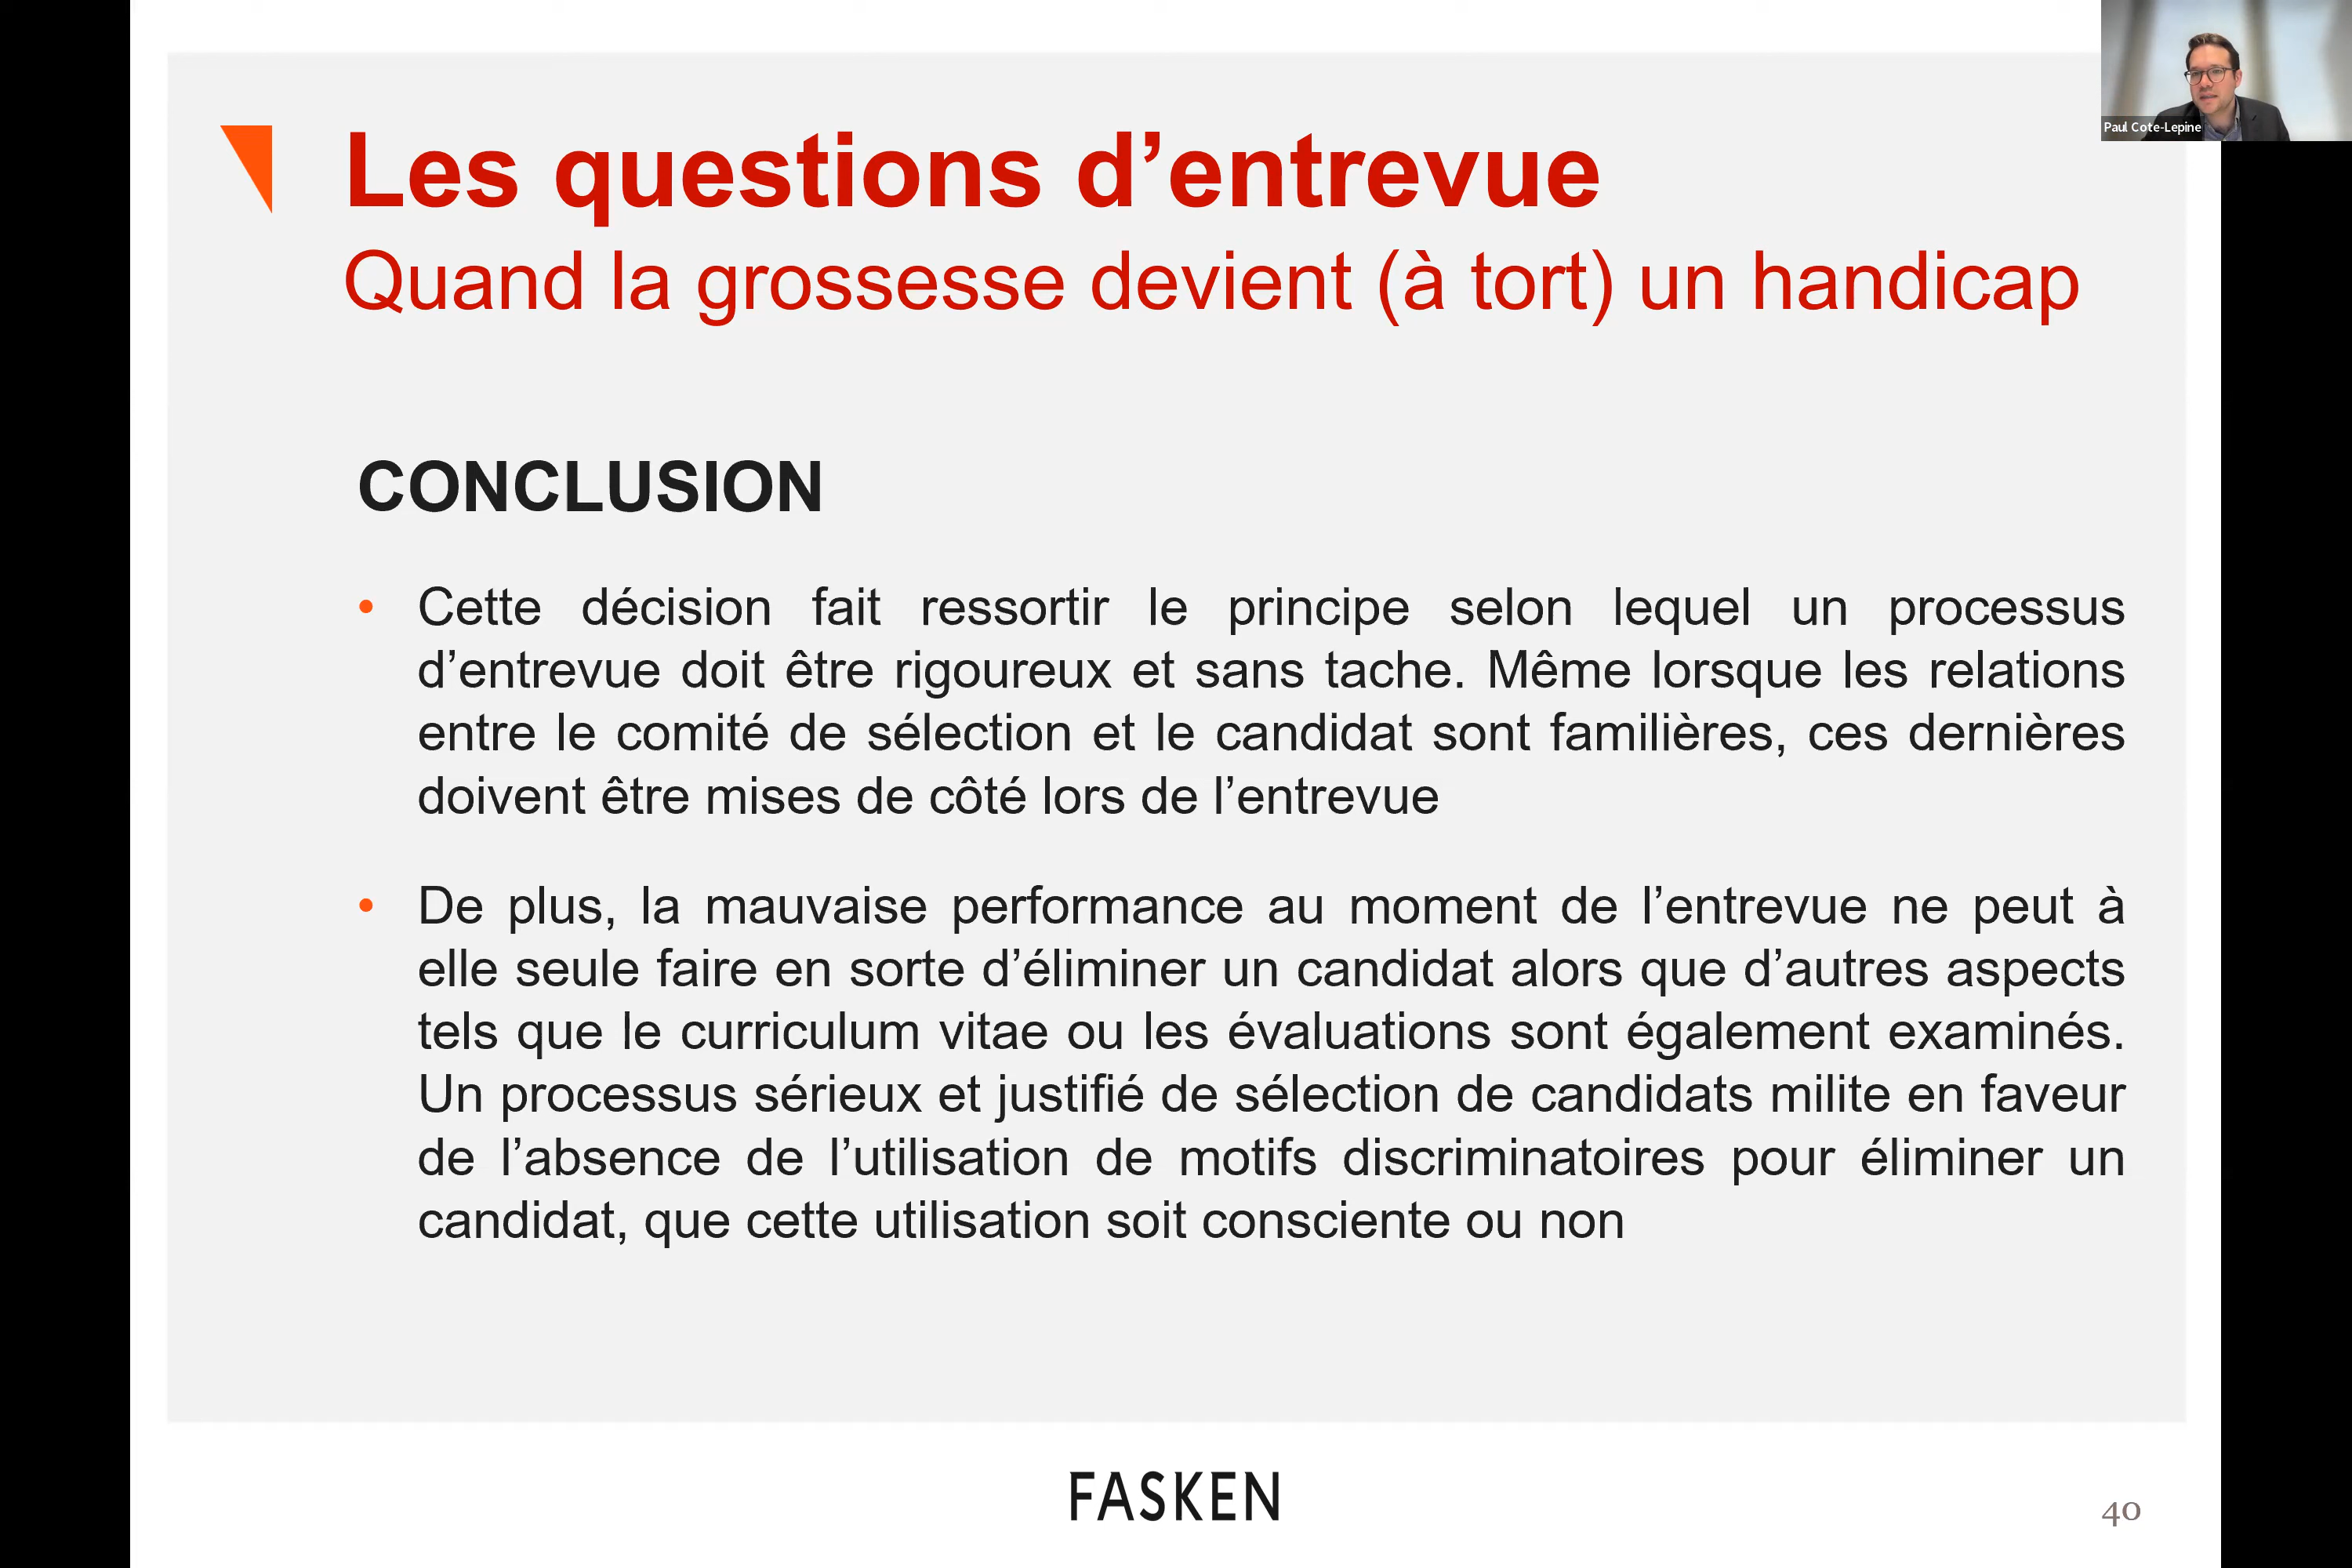 Paul Cote-Lepine
Les questions d’entrevue
Quand la grossesse devient (à tort) un handicap
CONCLUSION
• Cette décision fait ressortir le principe selon lequel un processus
d’entrevue doit être rigoureux et sans tache. Même lorsque les relations
entre le comité de sélection et le candidat sont familières, ces dernières
doivent être mises de côté lors de l’entrevue
• De plus, la mauvaise performance au moment de l’entrevue ne peut à
elle seule faire en sorte d’éliminer un candidat alors que d’autres aspects
tels que le curriculum vitae ou les évaluations sont également examinés.
Un processus sérieux et justifié de sélection de candidats milite en faveur
de l’absence de l’utilisation de motifs discriminatoires pour éliminer un
candidat, que cette utilisation soit consciente ou non
FASKEN
40